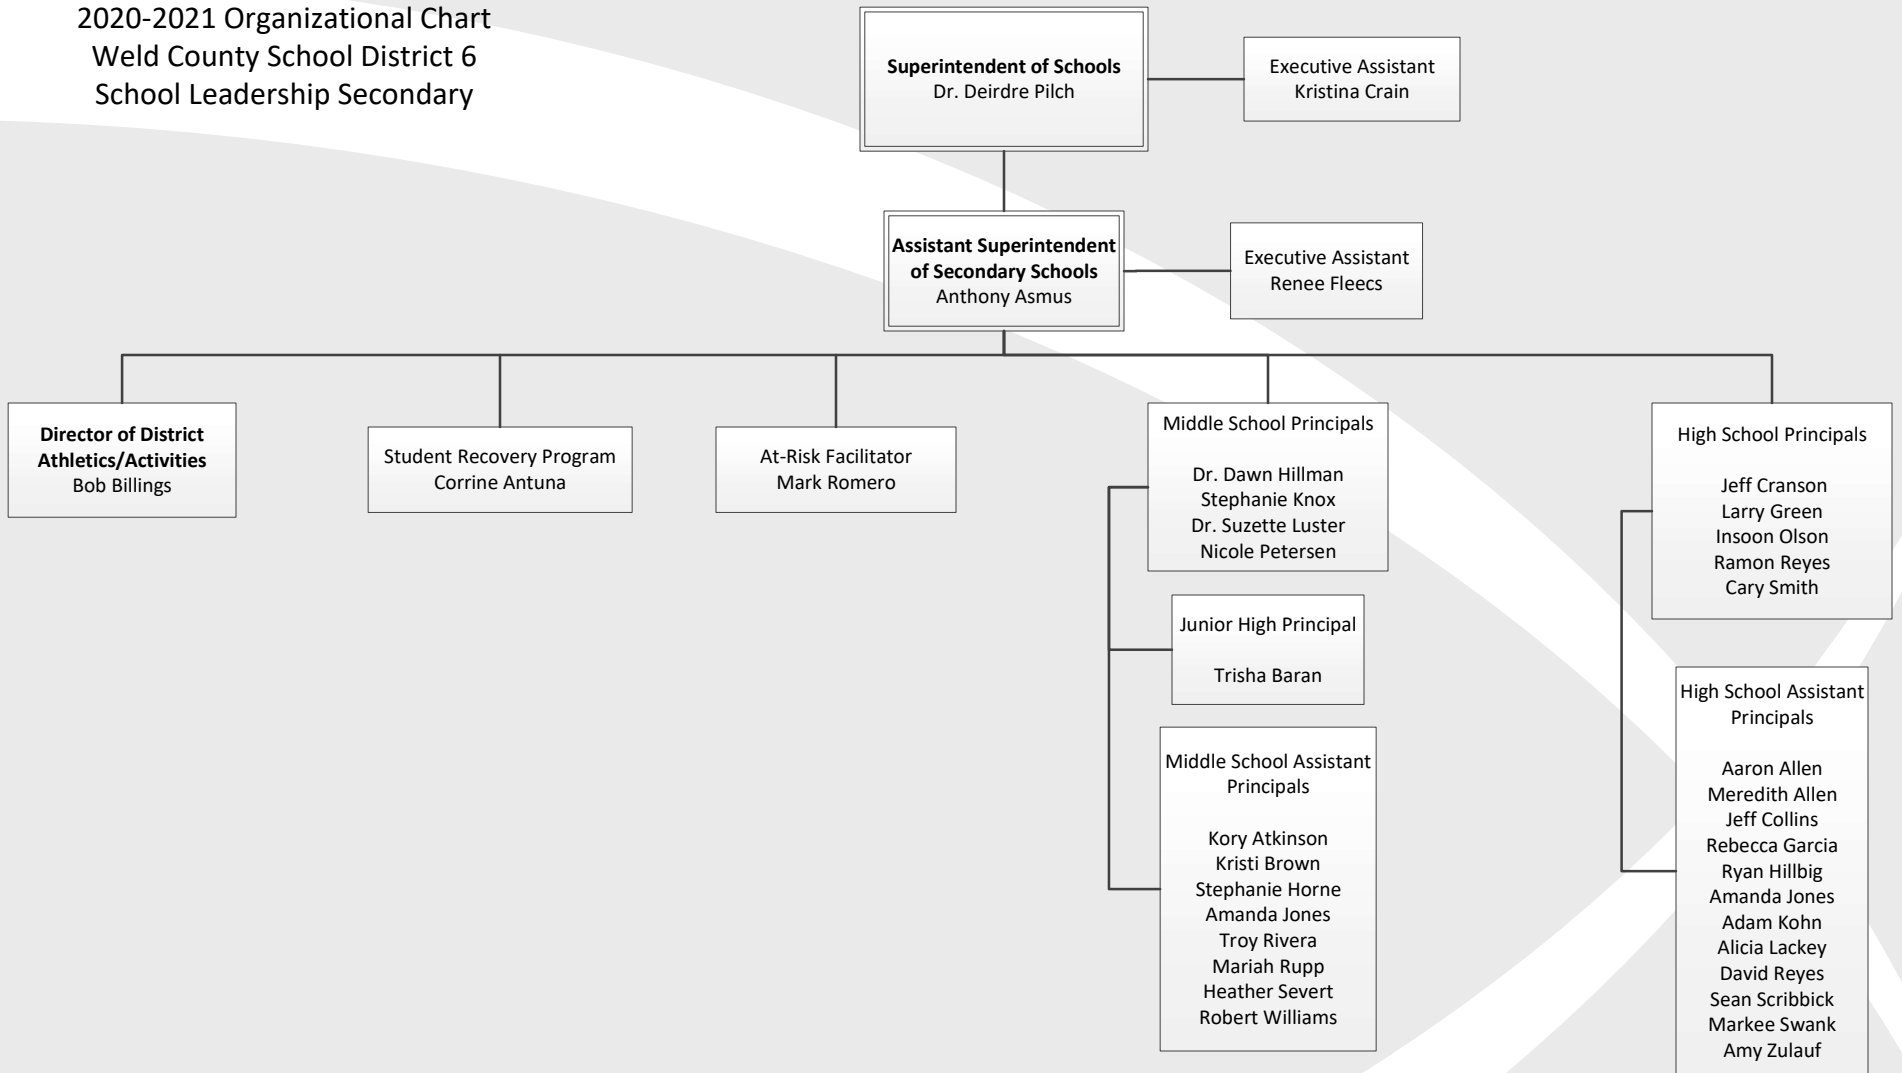 2020-2021 Organizational Chart
Weld County School District 6
School Leadership Secondary
Superintendent of Schools
Dr. Deirdre Pilch
Executive Assistant
Kristina Crain
Assistant Superintendent
of Secondary Schools
Anthony Asmus
Executive Assistant
Renee Fleecs
Director of District
Athletics/Activities
Bob Billings
Student Recovery Program
Corrine Antuna
At-Risk Facilitator
Mark Romero
Middle School Principals
Dr. Dawn Hillman
Stephanie Knox
Dr. Suzette Luster
Nicole Petersen
Junior High Principal
Trisha Baran
Middle School Assistant
Principals
Kory Atkinson
Kristi Brown
Stephanie Horne
Amanda Jones
Troy Rivera
Mariah Rupp
Heather Severt
Robert Williams
High School Principals
Jeff Cranson
Larry Green
Insoon Olson
Ramon Reyes
Cary Smith
High School Assistant
Principals
Aaron Allen
Meredith Allen
Jeff Collins
Rebecca Garcia
Ryan Hillbig
Amanda Jones
Adam Kohn
Alicia Lackey
David Reyes
Sean Scribbick
Markee Swank
Amy Zulauf